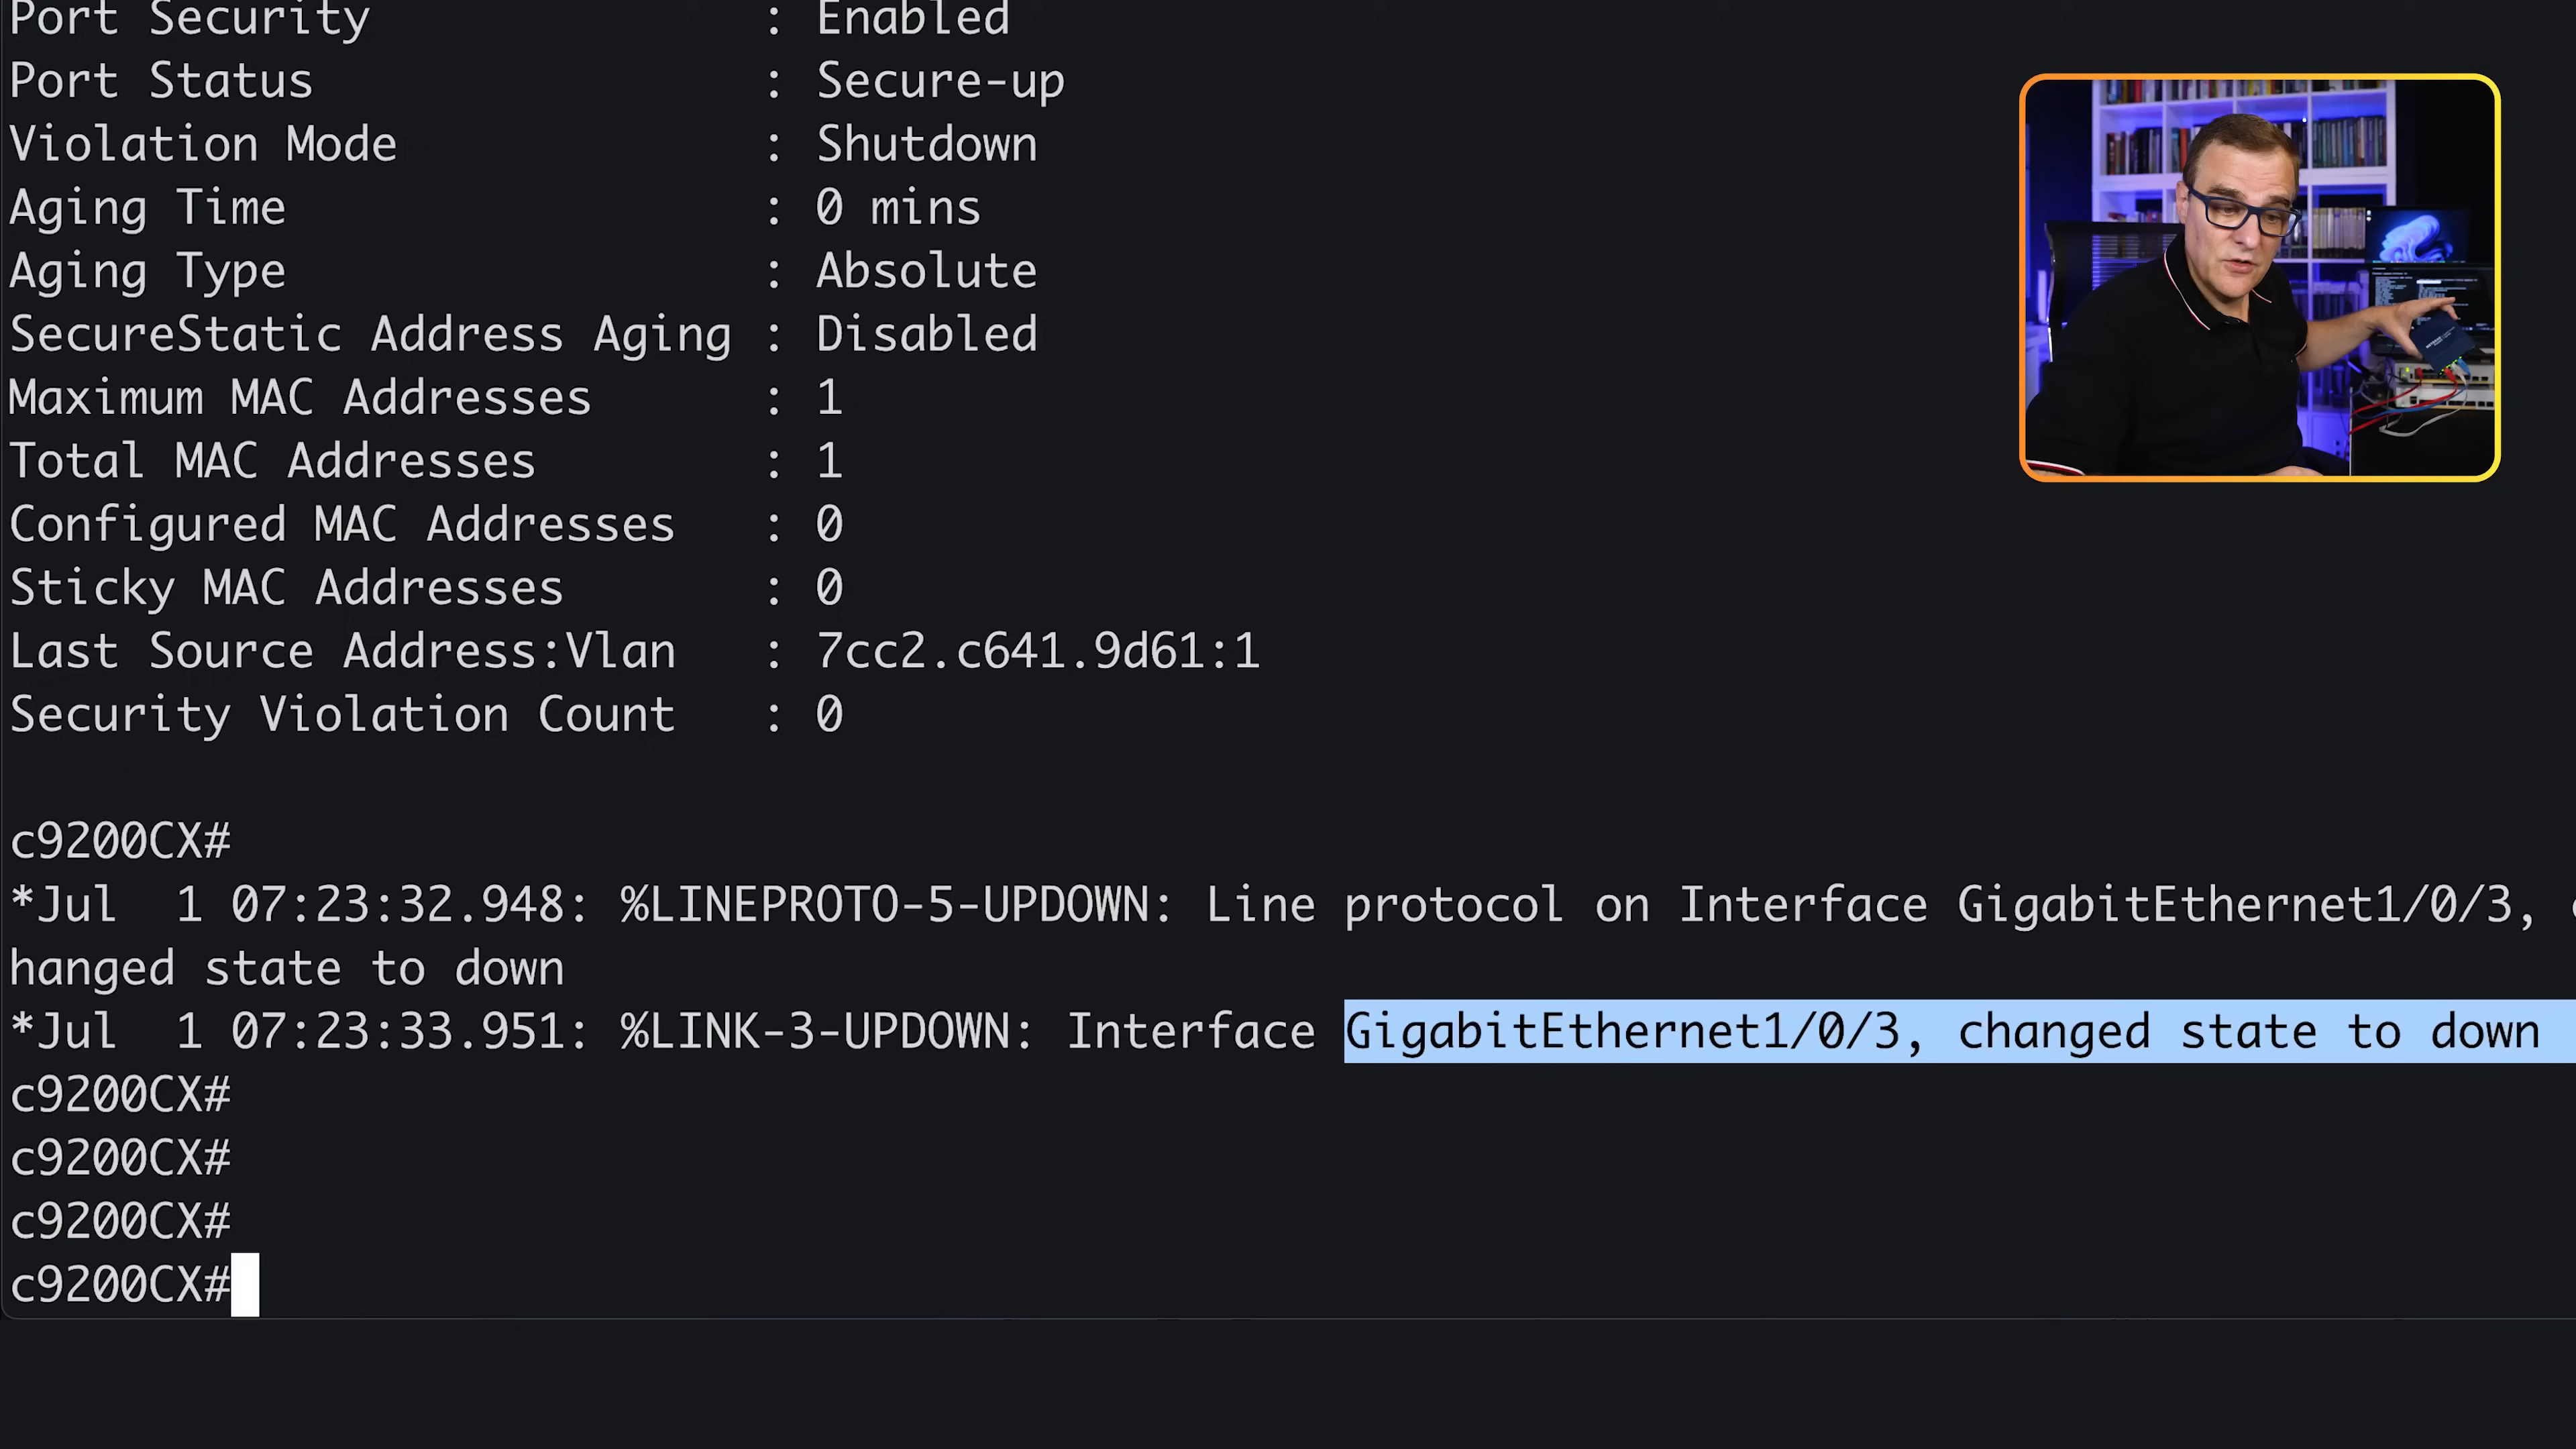 Port Security : Enabled
Port Status : Secure-up
Violation Mode : Shutdown
Aging Time : 0 mins
Aging Type : Absolute
SecureStatic Address Aging : Disabled
Maximum MAC Addresses : 1
Total MAC Addresses : 1
Configured MAC Addresses : 0
Sticky MAC Addresses : 0
Last Source Address:Vlan : 7cc2.c641.9d61:1
Security Violation Count : 0
c9200CX#
*Jul 1 07:23:32.948: %LINEPROTO-5-UPDOWN: Line protocol on Interface GigabitEthernet1/0/3, c
hanged state to down
*Jul 1 07:23:33.951: %LINK-3-UPDOWN: Interface GigabitEthernet1/0/3, changed state to down
c9200CX#
c9200CX#
c9200CX#
c9200CX#